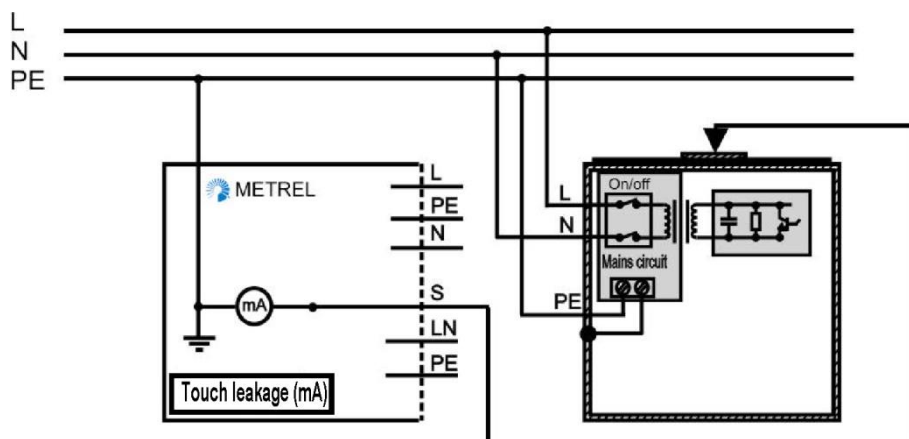 L
N
PE
METREL
L
PE
N
mA
S
LN
PE
Touch leakage (mA)
On/off
L
N
Mains circuit
PE